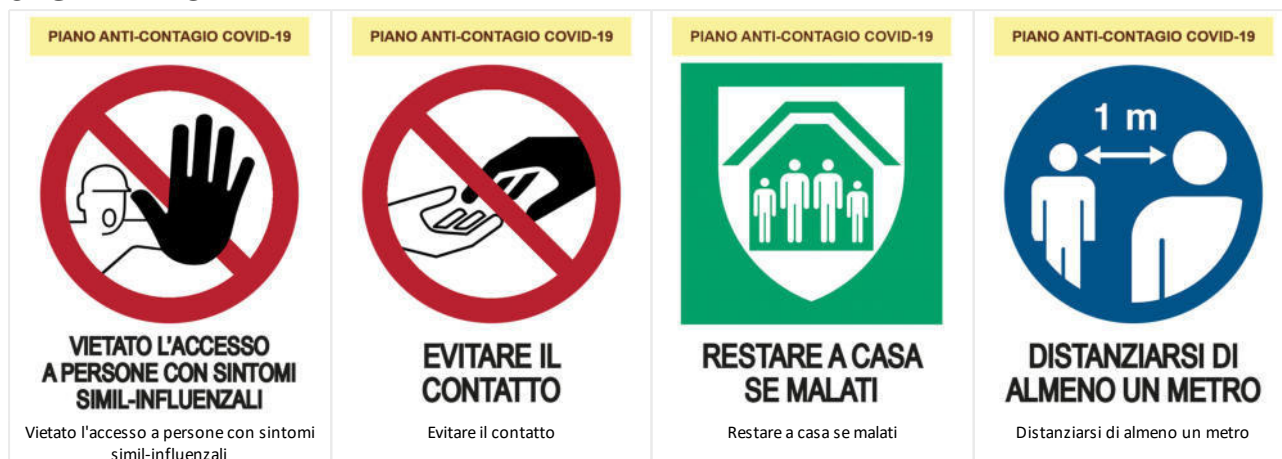 PIANO ANTI-CONTAGIO COVID-19
VIETATO L'ACCESSO
A PERSONE CON SINTOMI
SIMIL-INFLUENZALI
Vietato l'accesso a persone con sintomi
simil-influenzali
PIANO ANTI-CONTAGIO COVID-19
EVITARE IL
CONTATTO
Evitare il contatto
PIANO ANTI-CONTAGIO COVID-19
RESTARE A CASA
SE MALATI
Restare a casa se malati
PIANO ANTI-CONTAGIO COVID-19
1 m
DISTANZIARSI DI
ALMENO UN METRO
Distanziarsi di almeno un metro